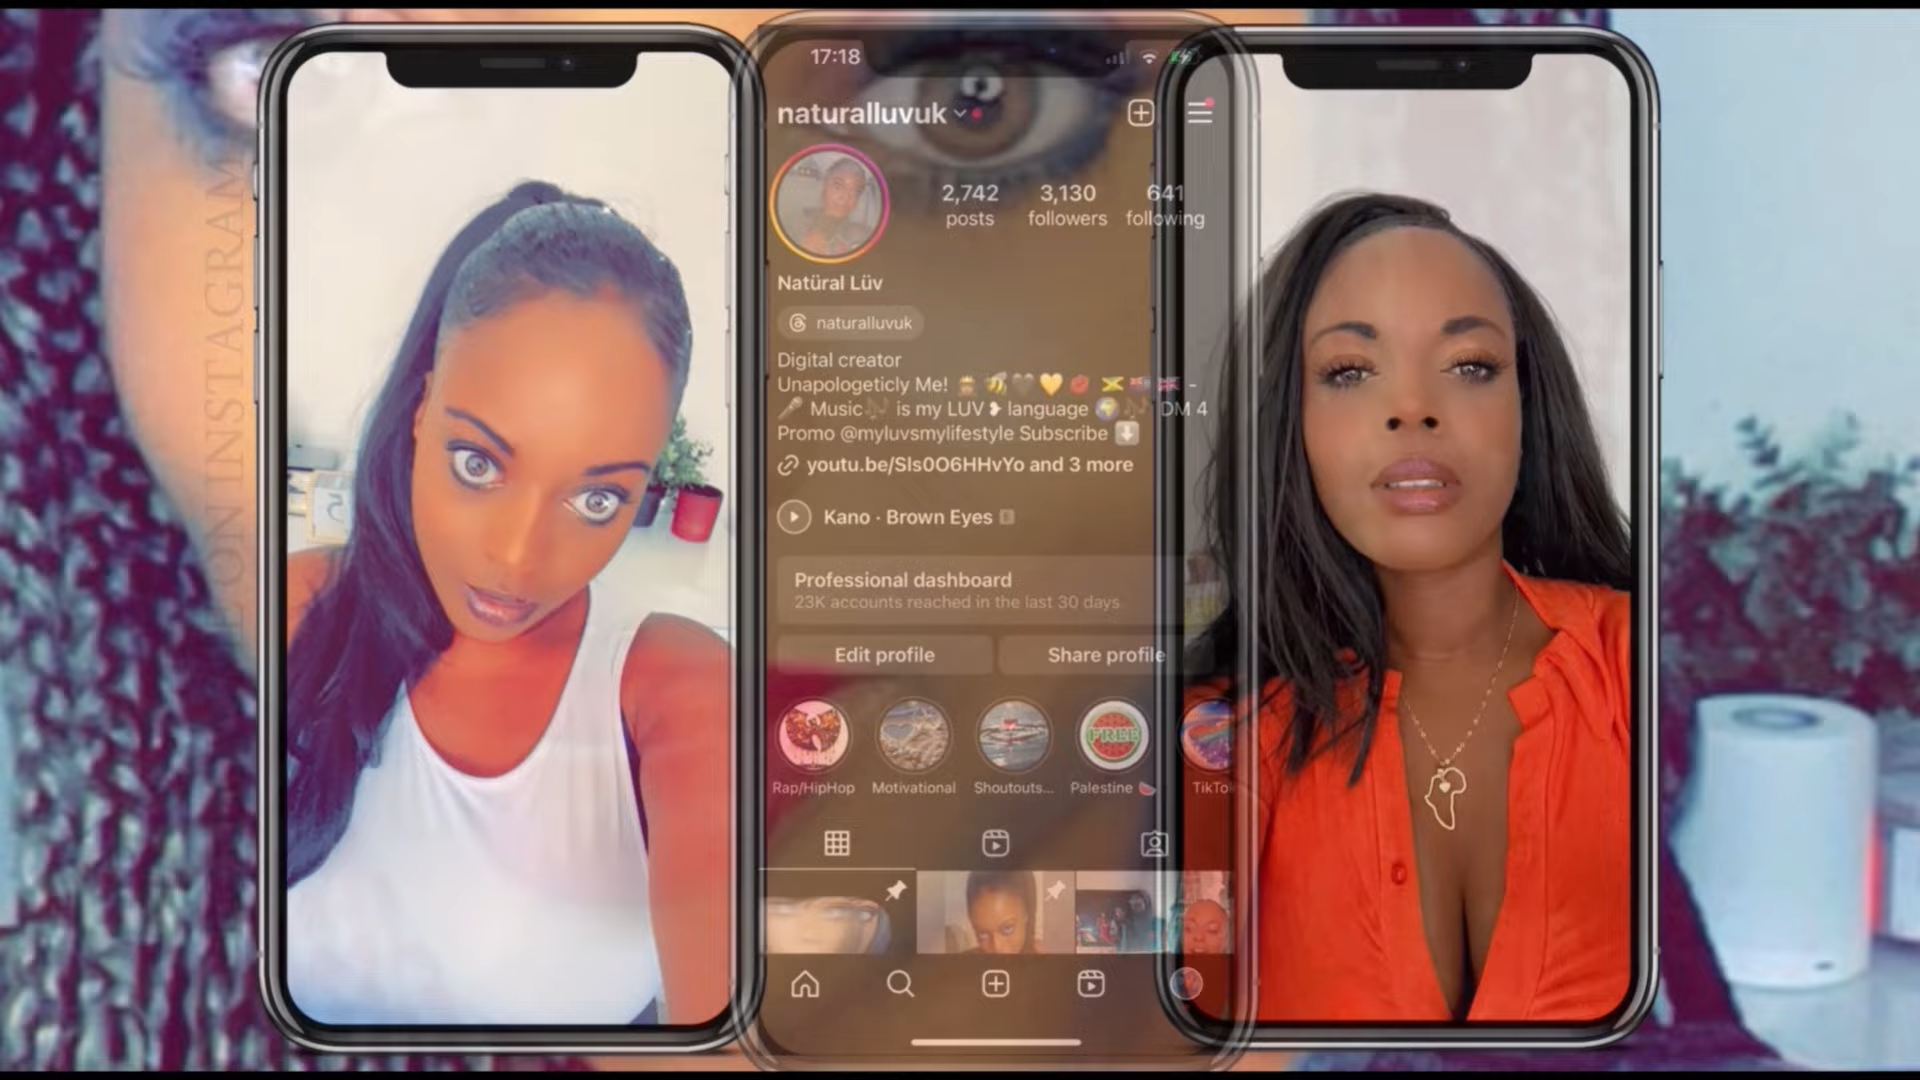 ON INSTAGRAM
17:18
naturalluvuk
2,742 3,130 641
posts followers following
Natüral Lüv
naturalluvuk
Digital creator
Unapologeticly Me! 👸🏾 🐝 🖤 💛 💋 🇯🇲 🇲🇸 🇬🇧 -
🎤 Music🎶 is my LUV❥ language 🌍🎶 DM 4
Promo @myluvsmylifestyle Subscribe ⬇️
youtu.be/Sls0O6HHvYo and 3 more
Kano · Brown Eyes E
Professional dashboard
23K accounts reached in the last 30 days.
Edit profile Share profile
FREE
Rap/HipHop Motivational Shoutouts... Palestine 🍉 TikTo